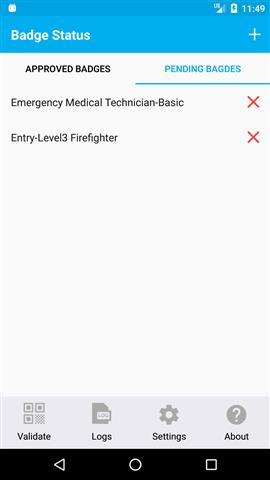 11:49
Badge Status
APPROVED BADGES
PENDING BAGDES
Emergency Medical Technician-Basic
Entry-Level3 Firefighter
LOG
Validate
Logs
Settings
About